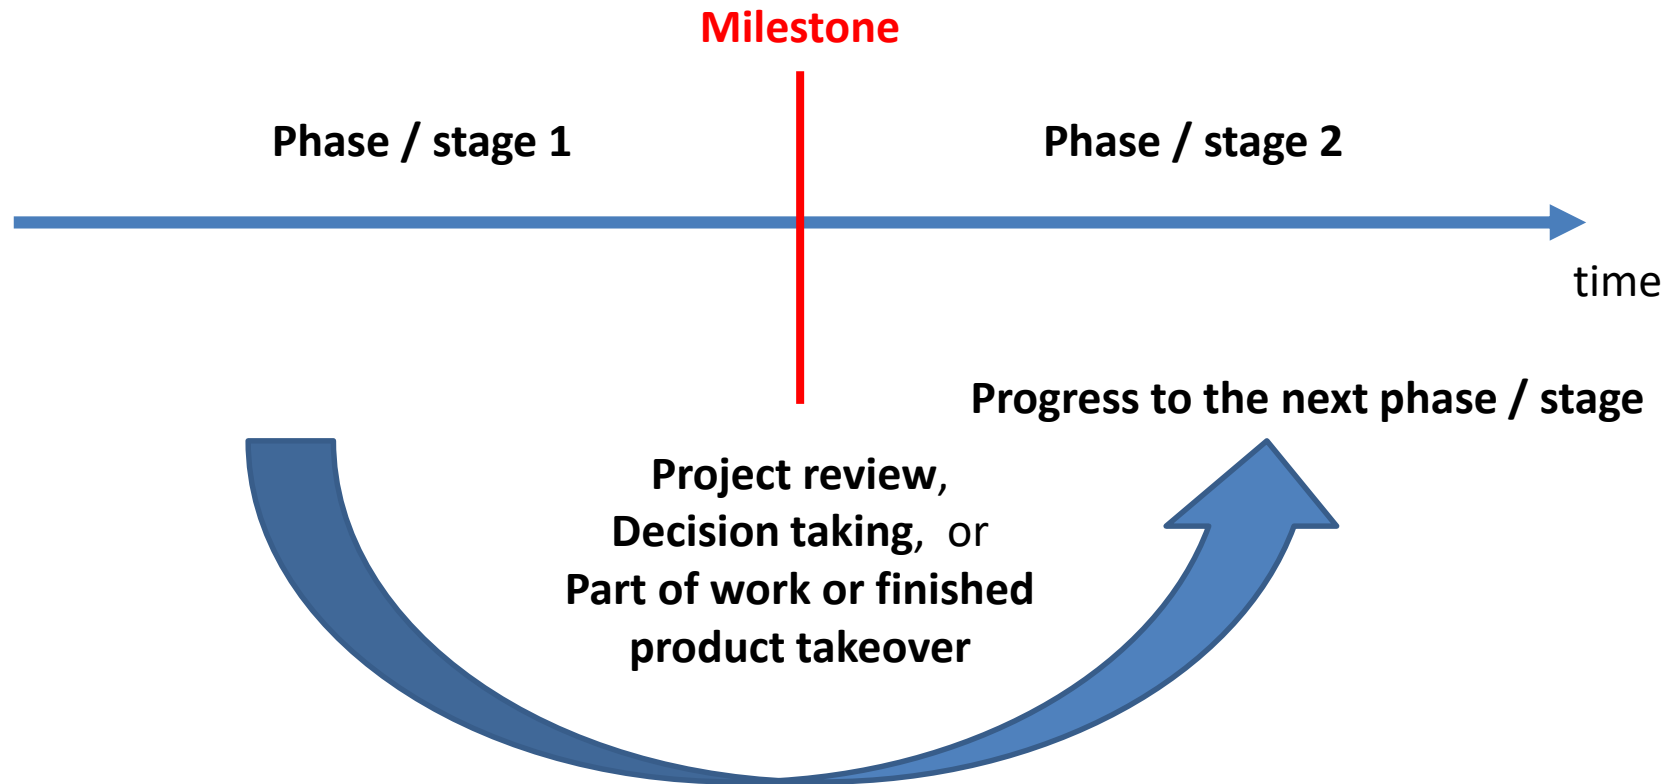 Milestone
Phase / stage 1
Phase / stage 2
time
Progress to the next phase / stage
Project review,
Decision taking,  or
Part of work or finished
product takeover